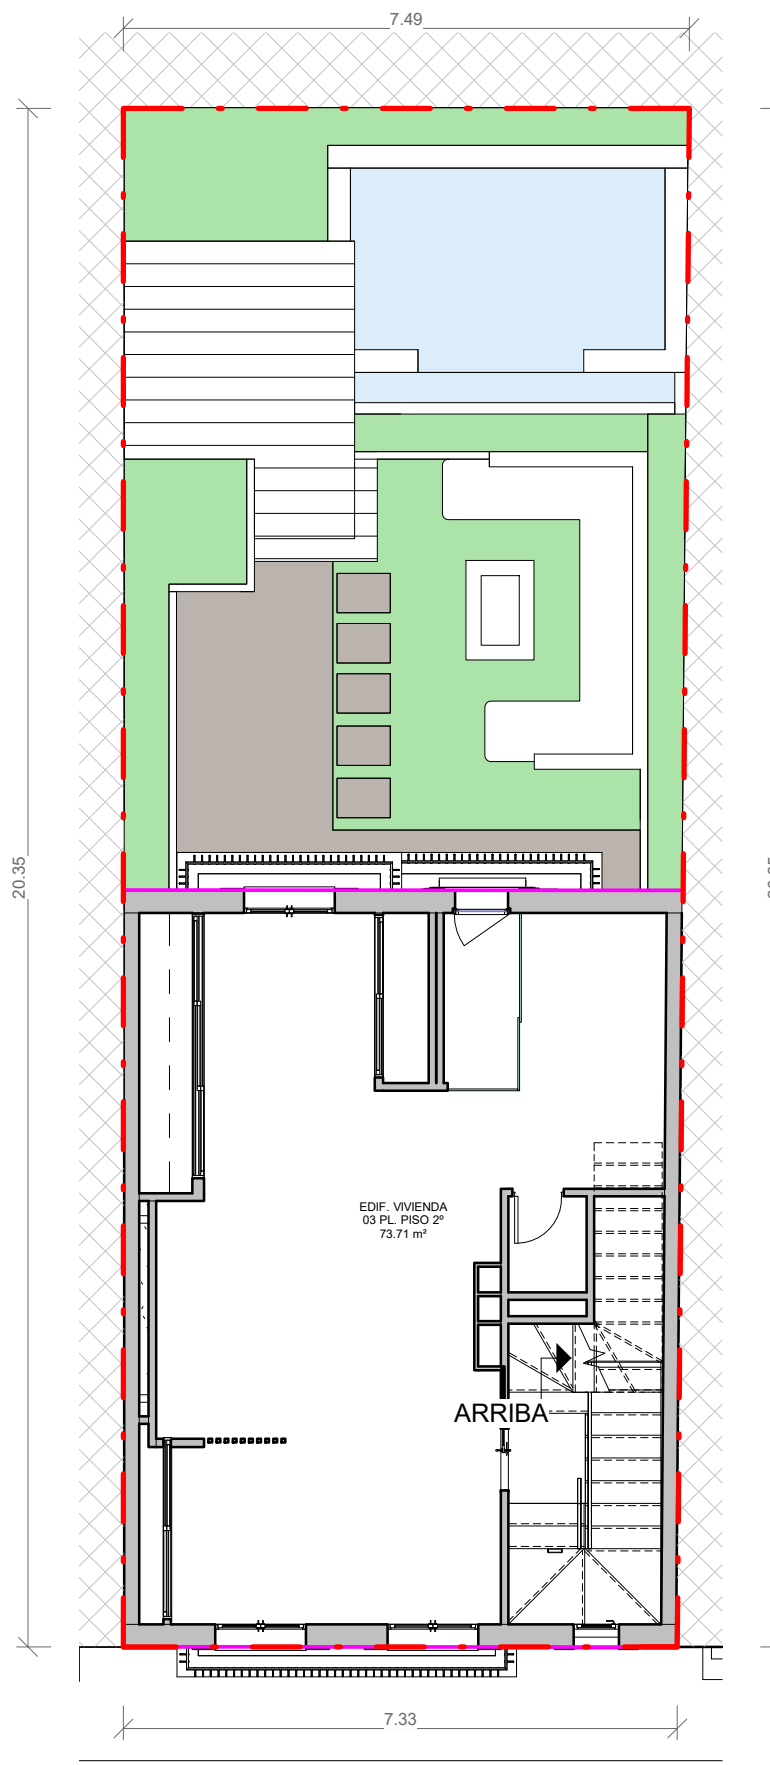 7.49
20.35
EDIF. VIVIENDA
03 PL. PISO 2º
73.71 m²
ARRIBA
7.33